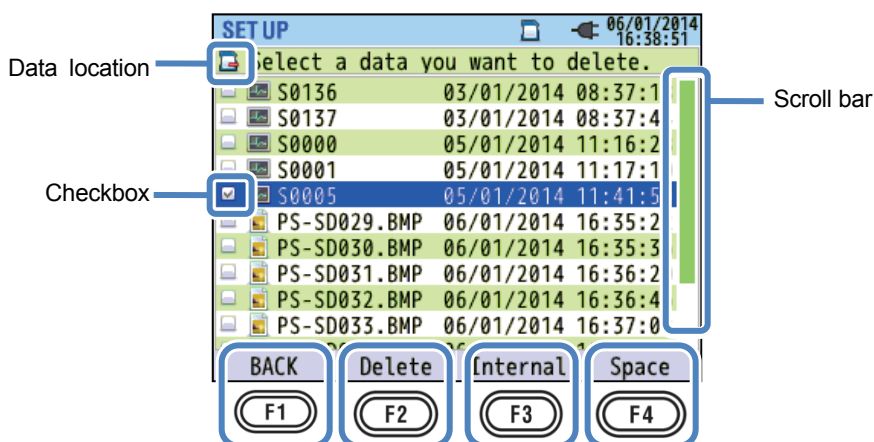 SET UP 06/01/2014
16:38:51
Data location
Select a data you want to delete.
S0136 03/01/2014 08:37:1
Scroll bar
S0137 03/01/2014 08:37:4
S0000 05/01/2014 11:16:2
S0001 05/01/2014 11:17:1
Checkbox
S0005 05/01/2014 11:41:5
PS-SD029.BMP 06/01/2014 16:35:2
PS-SD030.BMP 06/01/2014 16:35:3
PS-SD031.BMP 06/01/2014 16:36:2
PS-SD032.BMP 06/01/2014 16:36:4
PS-SD033.BMP 06/01/2014 16:37:0
BACK Delete Internal Space
F1 F2 F3 F4